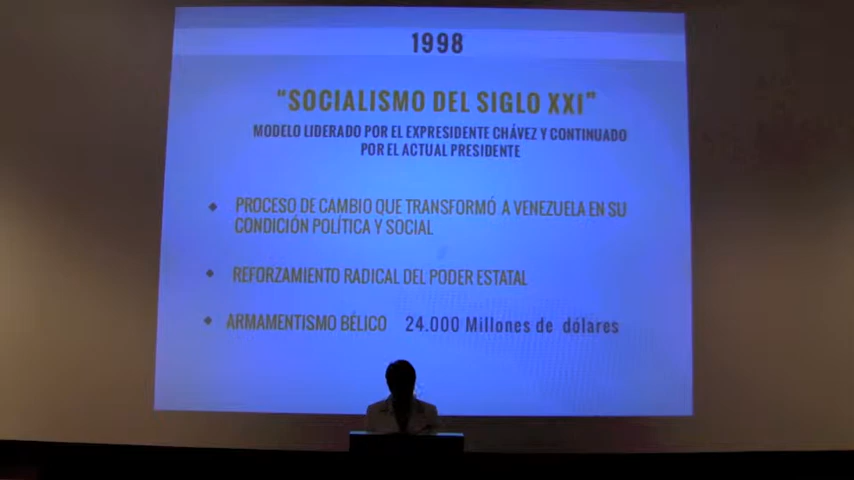 1998
"SOCIALISMO DEL SIGLO XXI"
MODELO LIDERADO POR EL EXPRESIDENTE CHÁVEZ Y CONTINUADO
POR EL ACTUAL PRESIDENTE
◆ PROCESO DE CAMBIO QUE TRANSFORMÓ A VENEZUELA EN SU
CONDICIÓN POLÍTICA Y SOCIAL
◆ REFORZAMIENTO RADICAL DEL PODER ESTATAL
◆ ARMAMENTISMO BÉLICO 24.000 Millones de dólares